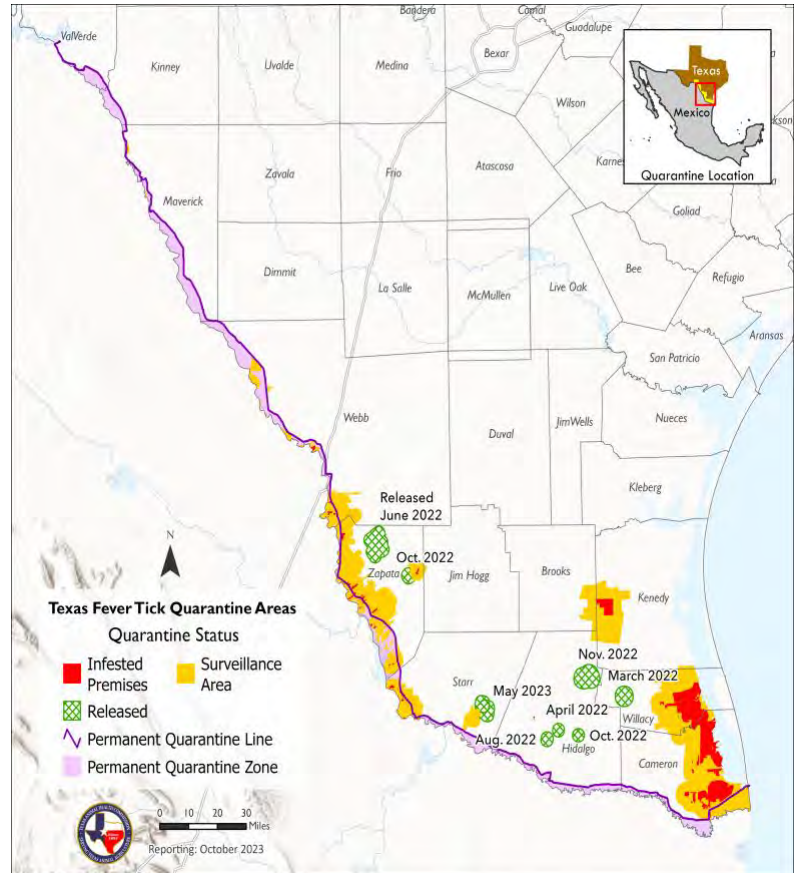 Bandera
Comal
Guadalupe
ValVerde
Kinney
Uvalde
Medina
Bexar
Wilson
Texas
Mexico
Quarantine Location
kson
Zavala
Frio
Atascosa
Karnes
Maverick
Goliad
Dimmit
La Salle
McMullen
Live Oak
Bee
Refugio
Aransas
San Patricio
Webb
Duval
JimWells
Nueces
Kleberg
Released
June 2022
Oct. 2022
Zapata
Jim Hogg
Brooks
Kenedy
N
Texas Fever Tick Quarantine Areas
Quarantine Status
Infested
Premises
Surveillance
Area
Released
Permanent Quarantine Line
Permanent Quarantine Zone
Nov. 2022
March 2022
Starr
May 2023
April 2022
Willacy
Aug. 2022
Oct. 2022
Hidalgo
Cameron
0 10 20 30
Miles
Reporting: October 2023